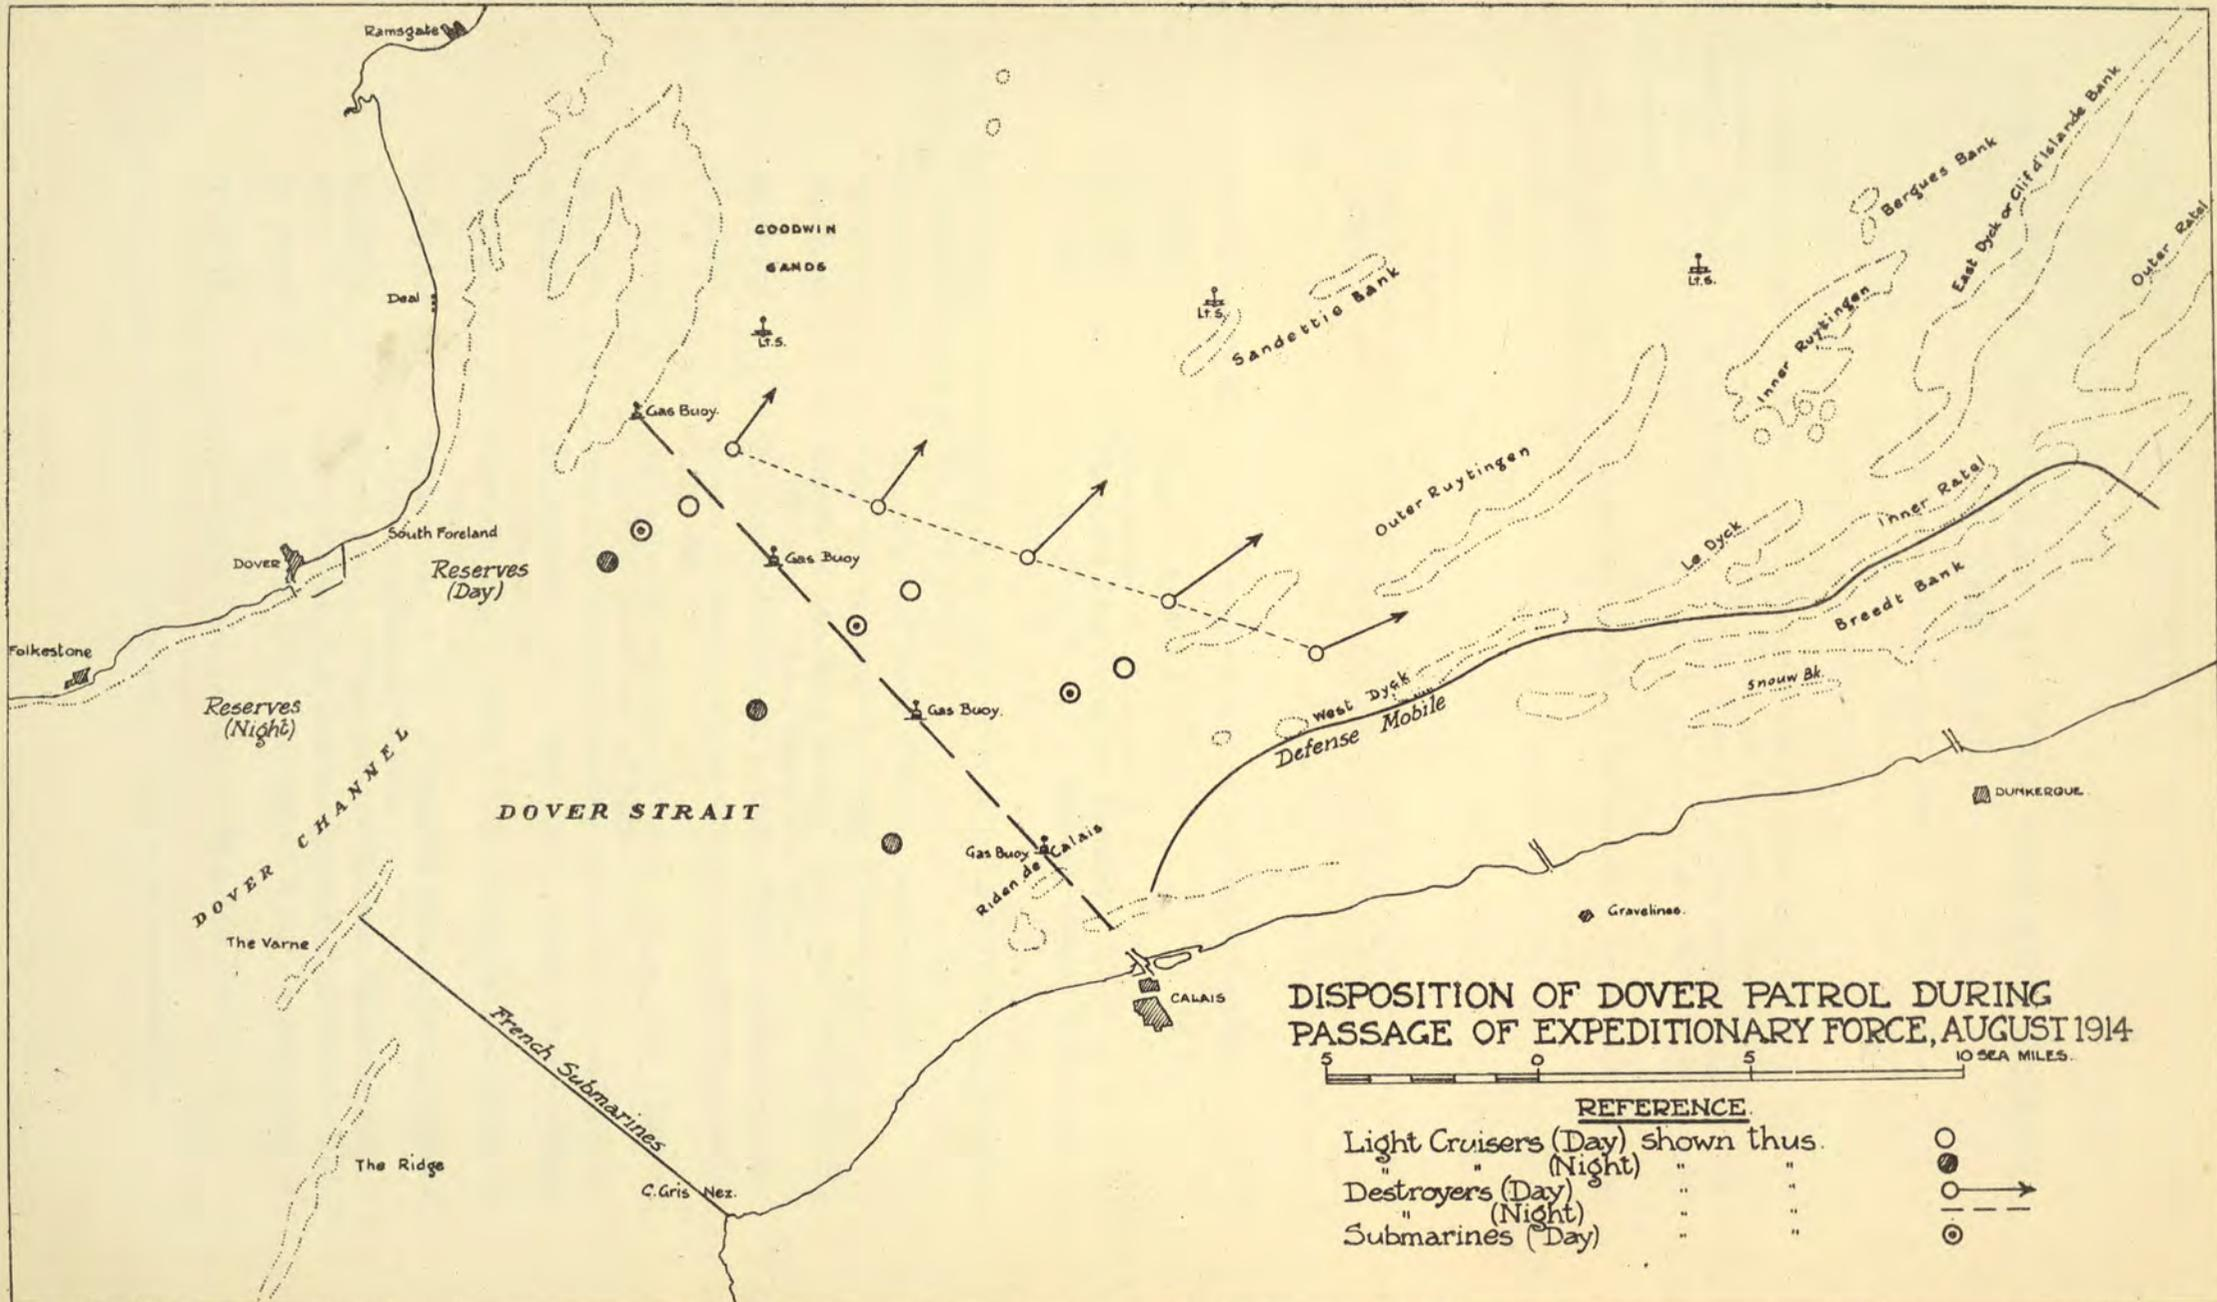 Ramsgate
GOODWIN
SANDS
Deal
Lt.S.
Lt.S.
Lt.S.
Sandettie Bank
Bergues Bank
East Dyck or Clif d'Islande Bank
Outer Ratel
Inner Ruytingen
Outer Ruytingen
Gas Buoy.
South Foreland
DOVER
Reserves
(Day)
Gas Buoy
Le Dyck
Inner Ratel
Breedt Bank
Snouw Bk.
Folkestone
Reserves
(Night)
Gas Buoy.
West Dyck
Defense Mobile
DOVER CHANNEL
DOVER STRAIT
DUNKERQUE.
Gas Buoy
Riden de Calais
The Varne
Gravelines.
CALAIS
French Submarines
The Ridge
C. Gris Nez.
DISPOSITION OF DOVER PATROL DURING
PASSAGE OF EXPEDITIONARY FORCE, AUGUST 1914
5 0 5 10 SEA MILES.
REFERENCE.
Light Cruisers (Day) shown thus.
" " (Night) " "
Destroyers (Day) " "
" (Night) " "
Submarines (Day) " "